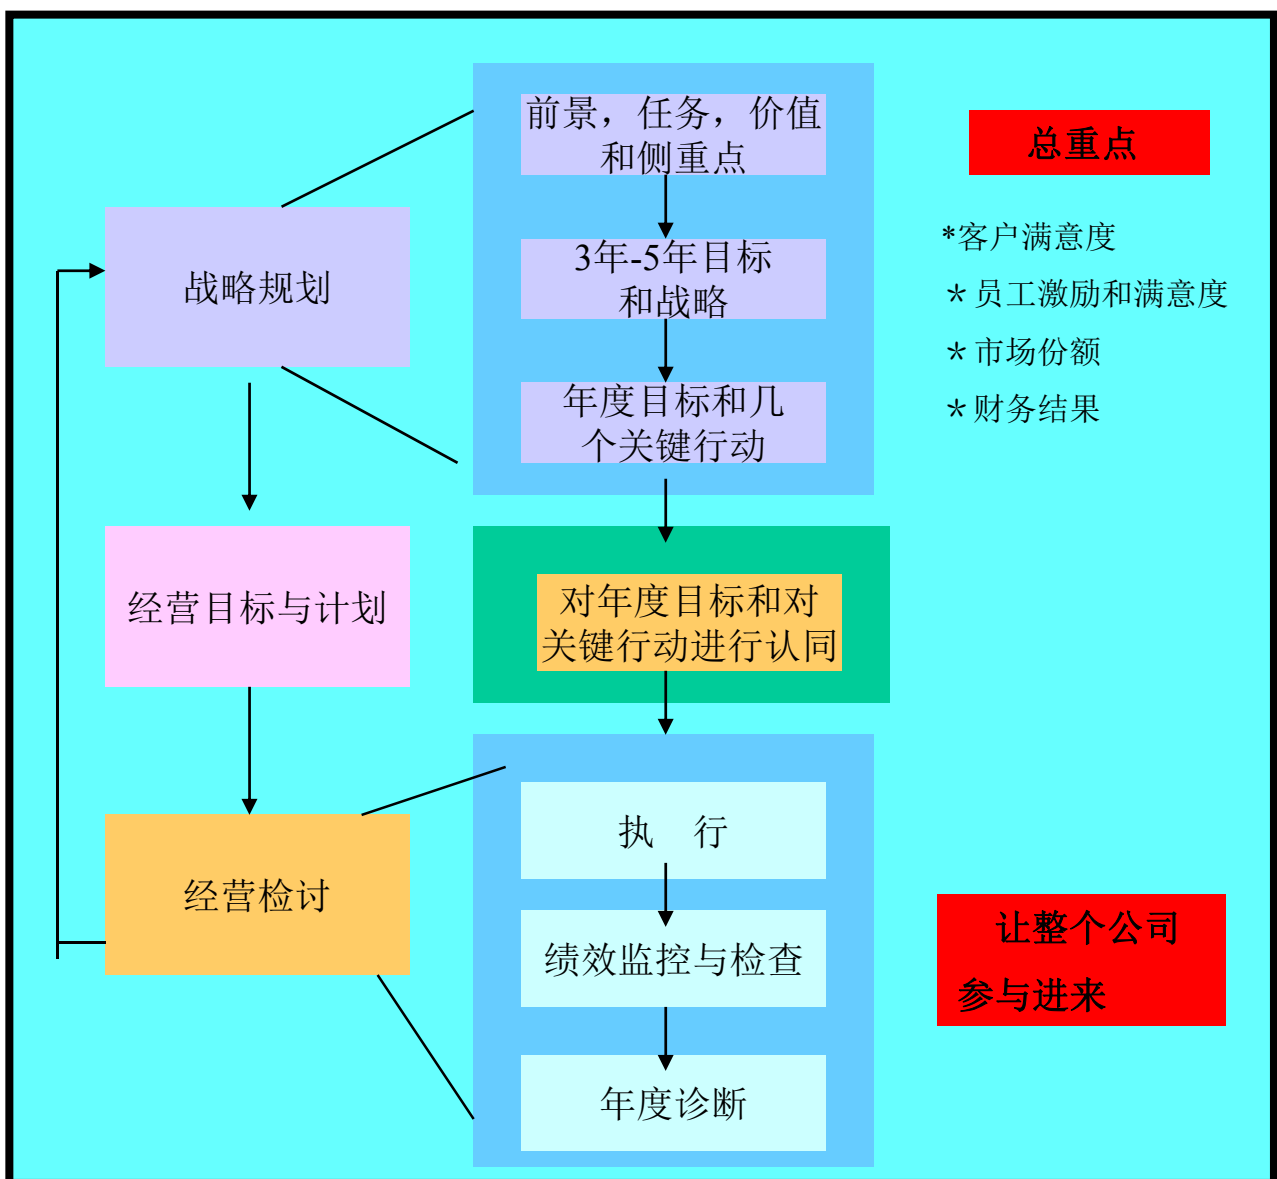 前景，任务，价值
和侧重点
总重点
*客户满意度
3年-5年目标
和战略
战略规划
＊员工激励和满意度
＊市场份额
年度目标和几
个关键行动
＊财务结果
经营目标与计划
对年度目标和对
关键行动进行认同
执 行
经营检讨
让整个公司
参与进来
绩效监控与检查
年度诊断